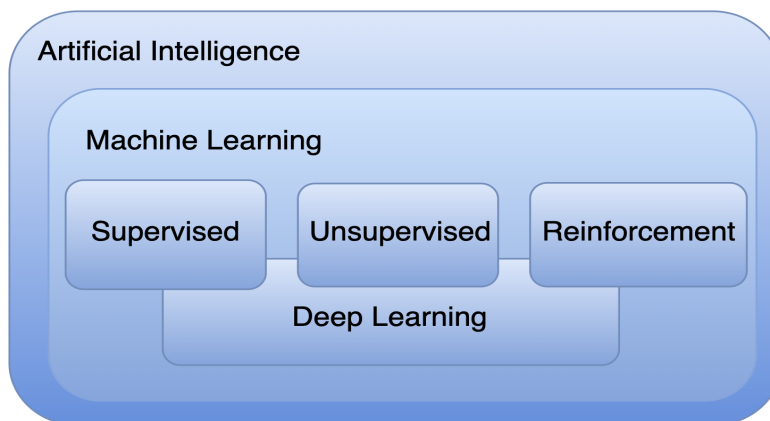 Artificial Intelligence
Machine Learning
Supervised
Unsupervised
Reinforcement
Deep Learning